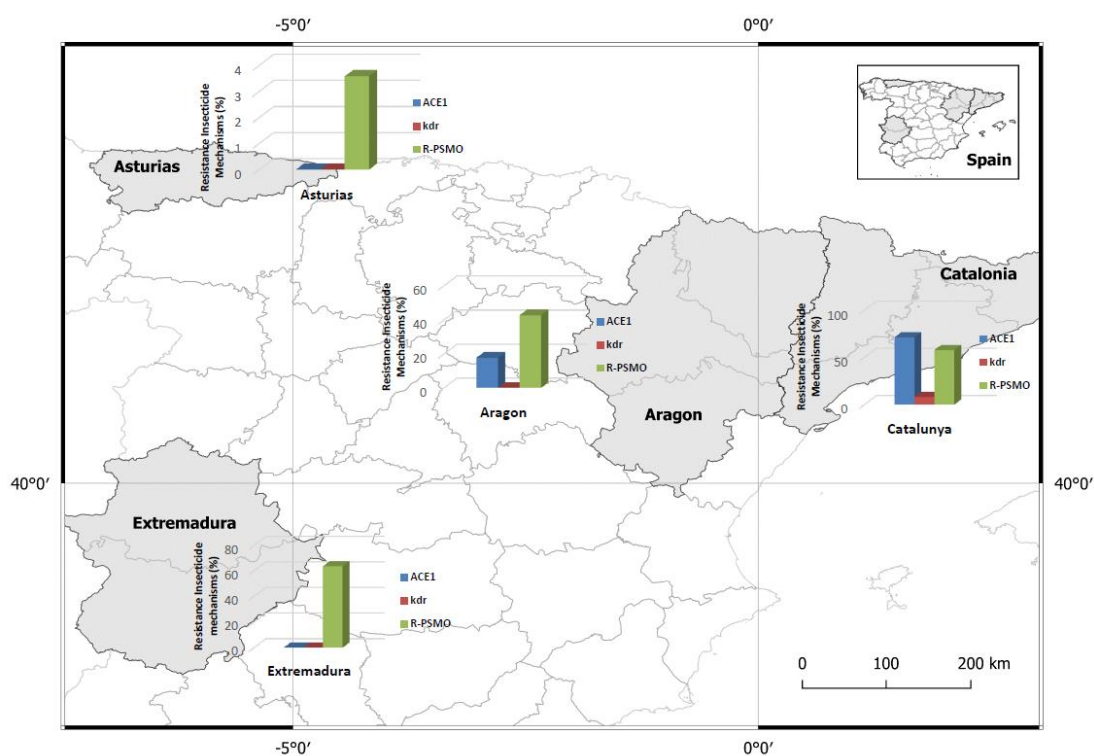 -5°0′ 0°0′
4
3
2
1
0
Resistance Insecticide
Mechanisms (%)
ACE1
kdr
R-PSMO
Asturias
Asturias
Spain
60
40
20
0
Resistance Insecticide
Mechanisms (%)
ACE1
kdr
R-PSMO
Aragon
Aragon
Catalonia
100
50
0
Resistance Insecticide
Mechanisms (%)
ACE1
kdr
R-PSMO
Catalunya
40°0′ 40°0′
Extremadura
80
60
40
20
0
Resistance Insecticide
mechanisms (%)
ACE1
kdr
R-PSMO
Extremadura
0 100 200 km
-5°0′ 0°0′